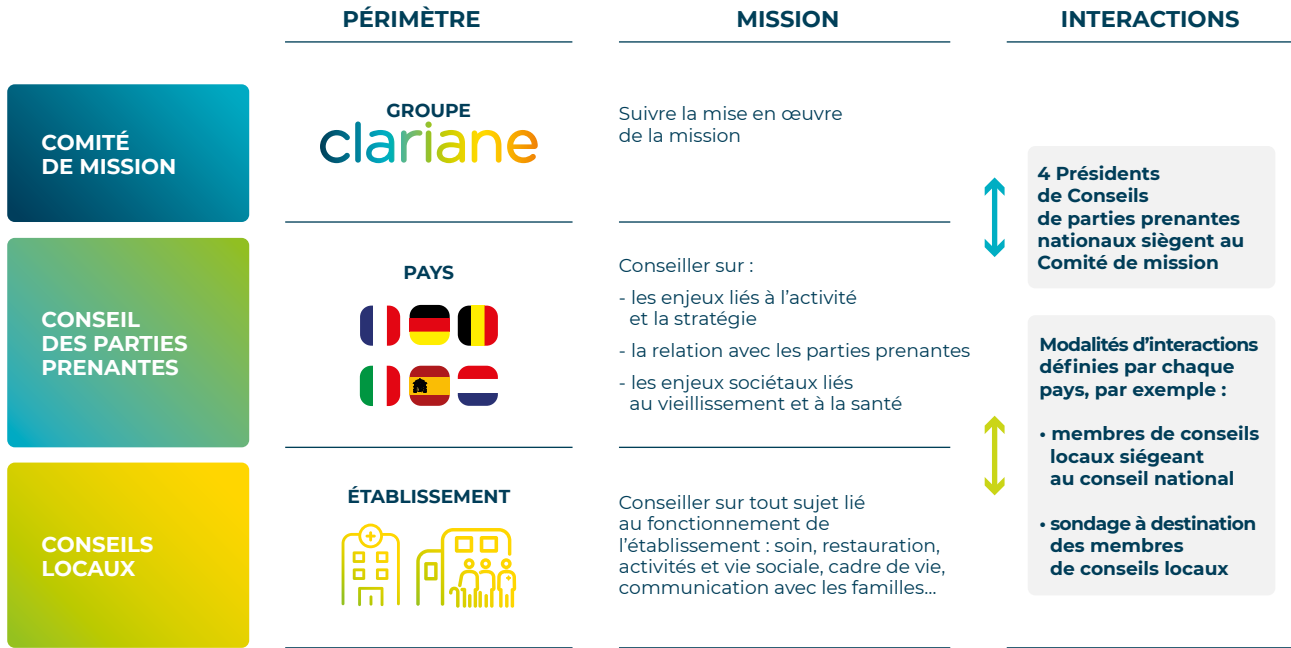 PÉRIMÈTRE
MISSION
INTERACTIONS
COMITÉ
DE MISSION
GROUPE
clariane
Suivre la mise en œuvre
de la mission
4 Présidents
de Conseils
de parties prenantes
nationaux siègent au
Comité de mission
CONSEIL
DES PARTIES
PRENANTES
PAYS
Conseiller sur :
- les enjeux liés à l’activité
et la stratégie
- la relation avec les parties prenantes
- les enjeux sociétaux liés
au vieillissement et à la santé
Modalités d’interactions
définies par chaque
pays, par exemple :
• membres de conseils
locaux siégeant
au conseil national
• sondage à destination
des membres
de conseils locaux
CONSEILS
LOCAUX
ÉTABLISSEMENT
Conseiller sur tout sujet lié
au fonctionnement de
l’établissement : soin, restauration,
activités et vie sociale, cadre de vie,
communication avec les familles…